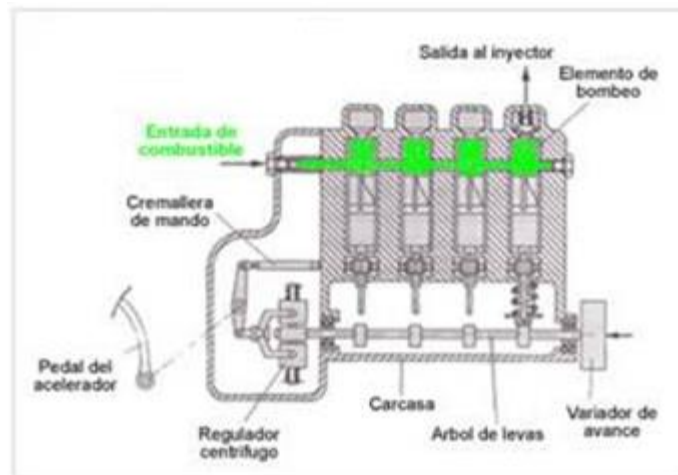 Salida al inyector
Elemento de
bombeo
Entrada de
combustible
Cremallera
de mando
Pedal del
acelerador
Regulador
centrífugo
Carcasa
Arbol de levas
Variador de
avance